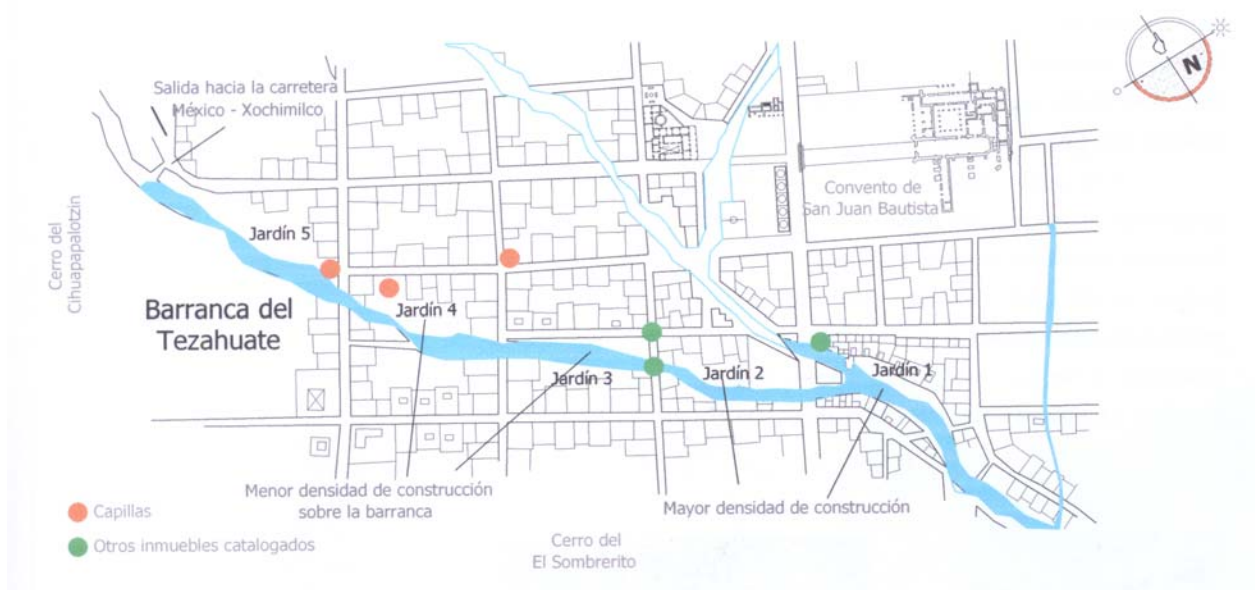 Salida hacia la carretera
México - Xochimilco
N
Convento de
San Juan Bautista
Cerro del
Cihuapapalotzin
Jardín 5
Barranca del
Tezahuate
Jardín 4
Jardín 3
Jardín 2
Jardín 1
Menor densidad de construcción
sobre la barranca
Mayor densidad de construcción
Capillas
Otros inmuebles catalogados
Cerro del
El Sombrerito